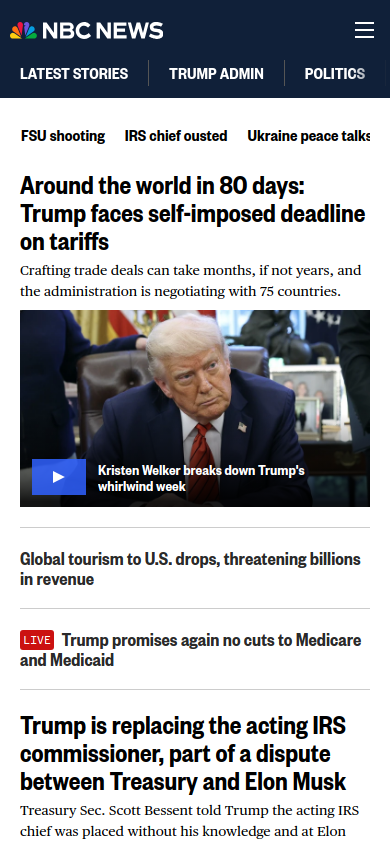 NBC NEWS
LATEST STORIES TRUMP ADMIN POLITICS
FSU shooting IRS chief ousted Ukraine peace talks
Around the world in 80 days:
Trump faces self-imposed deadline
on tariffs
Crafting trade deals can take months, if not years, and
the administration is negotiating with 75 countries.
Kristen Welker breaks down Trump's
whirlwind week
Global tourism to U.S. drops, threatening billions
in revenue
LIVE Trump promises again no cuts to Medicare
and Medicaid
Trump is replacing the acting IRS
commissioner, part of a dispute
between Treasury and Elon Musk
Treasury Sec. Scott Bessent told Trump the acting IRS
chief was placed without his knowledge and at Elon